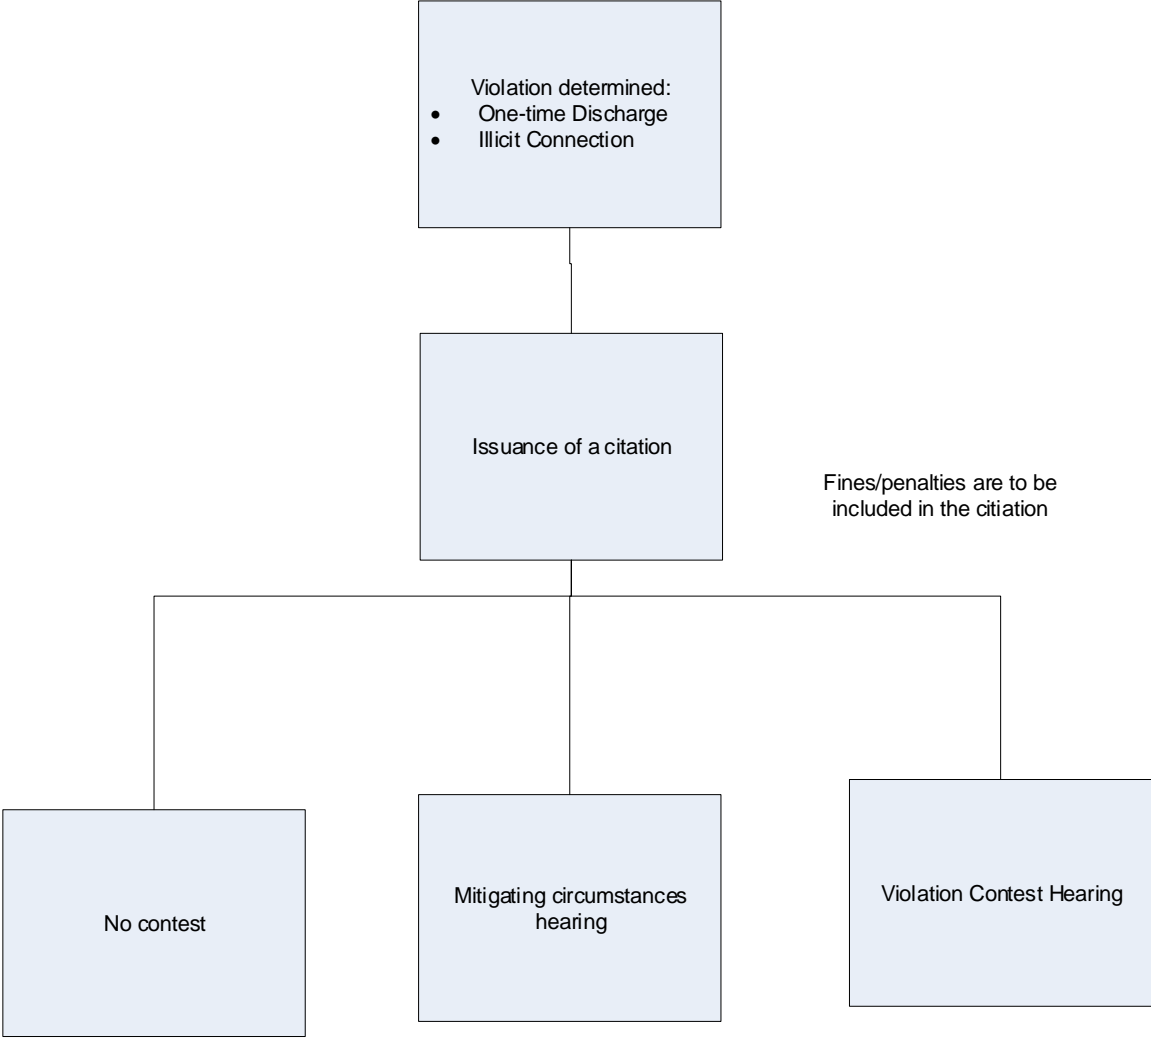 Violation determined:
• One-time Discharge
• Illicit Connection
Issuance of a citation
Fines/penalties are to be
included in the citiation
No contest
Mitigating circumstances
hearing
Violation Contest Hearing